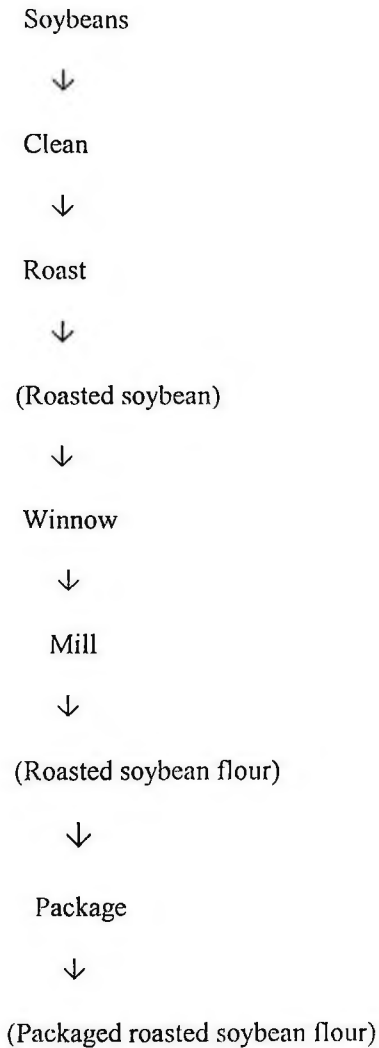 Soybeans
↓
Clean
↓
Roast
↓
(Roasted soybean)
↓
Winnow
↓
Mill
↓
(Roasted soybean flour)
↓
Package
↓
(Packaged roasted soybean flour)